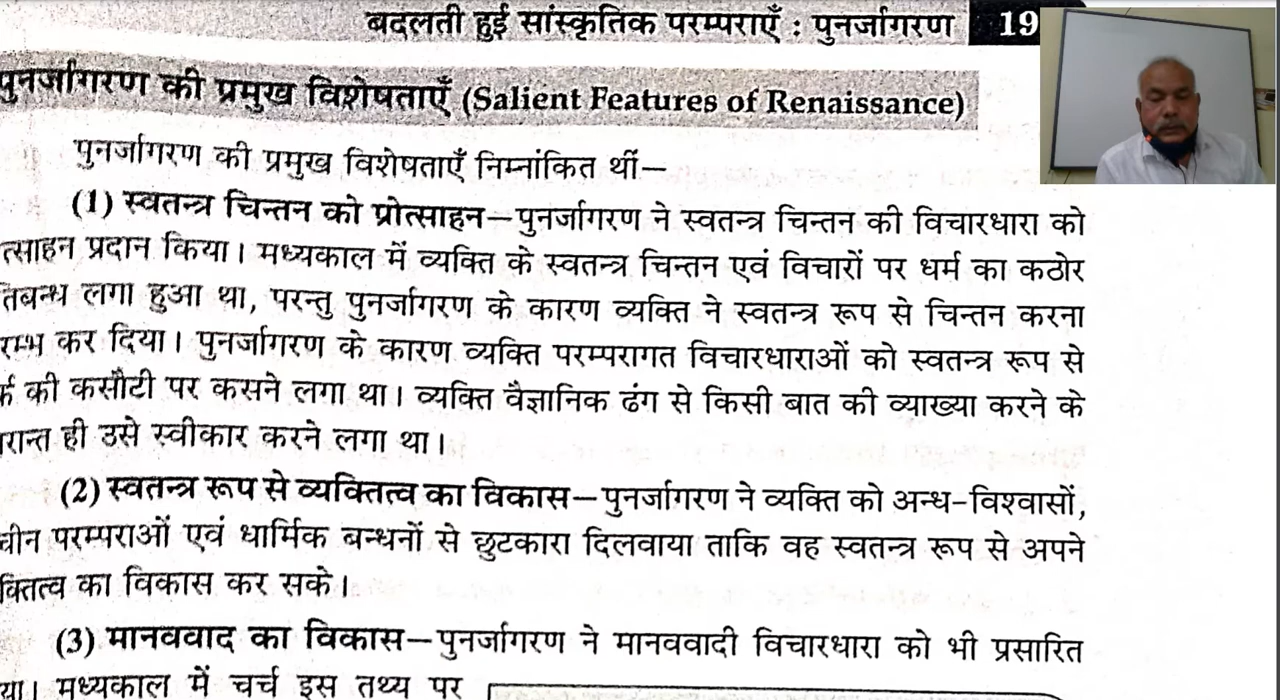 बदलती हुई सांस्कृतिक परम्पराएँ : पुनर्जागरण 19
पुनर्जागरण की प्रमुख विशेषताएँ (Salient Features of Renaissance)
पुनर्जागरण की प्रमुख विशेषताएँ निम्नांकित थीं—
(1) स्वतन्त्र चिन्तन को प्रोत्साहन—पुनर्जागरण ने स्वतन्त्र चिन्तन की विचारधारा को
त्साहन प्रदान किया। मध्यकाल में व्यक्ति के स्वतन्त्र चिन्तन एवं विचारों पर धर्म का कठोर
तिबन्ध लगा हुआ था, परन्तु पुनर्जागरण के कारण व्यक्ति ने स्वतन्त्र रूप से चिन्तन करना
रम्भ कर दिया। पुनर्जागरण के कारण व्यक्ति परम्परागत विचारधाराओं को स्वतन्त्र रूप से
र्क की कसौटी पर कसने लगा था। व्यक्ति वैज्ञानिक ढंग से किसी बात की व्याख्या करने के
रान्त ही उसे स्वीकार करने लगा था।
(2) स्वतन्त्र रूप से व्यक्तित्व का विकास—पुनर्जागरण ने व्यक्ति को अन्ध-विश्वासों,
चीन परम्पराओं एवं धार्मिक बन्धनों से छुटकारा दिलवाया ताकि वह स्वतन्त्र रूप से अपने
क्तित्व का विकास कर सके।
(3) मानववाद का विकास—पुनर्जागरण ने मानववादी विचारधारा को भी प्रसारित
या। मध्यकाल में चर्च इस तथ्य पर